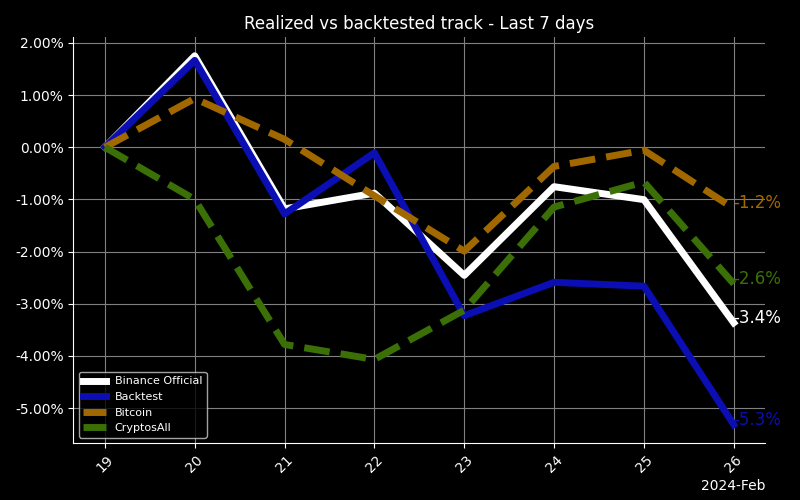 Realized vs backtested track - Last 7 days
2.00%
1.00%
0.00%
-1.00%
-2.00%
-3.00%
-4.00%
-5.00%
-1.2%
-2.6%
-3.4%
-5.3%
Binance Official
Backtest
Bitcoin
CryptosAll
19 20 21 22 23 24 25 26
2024-Feb